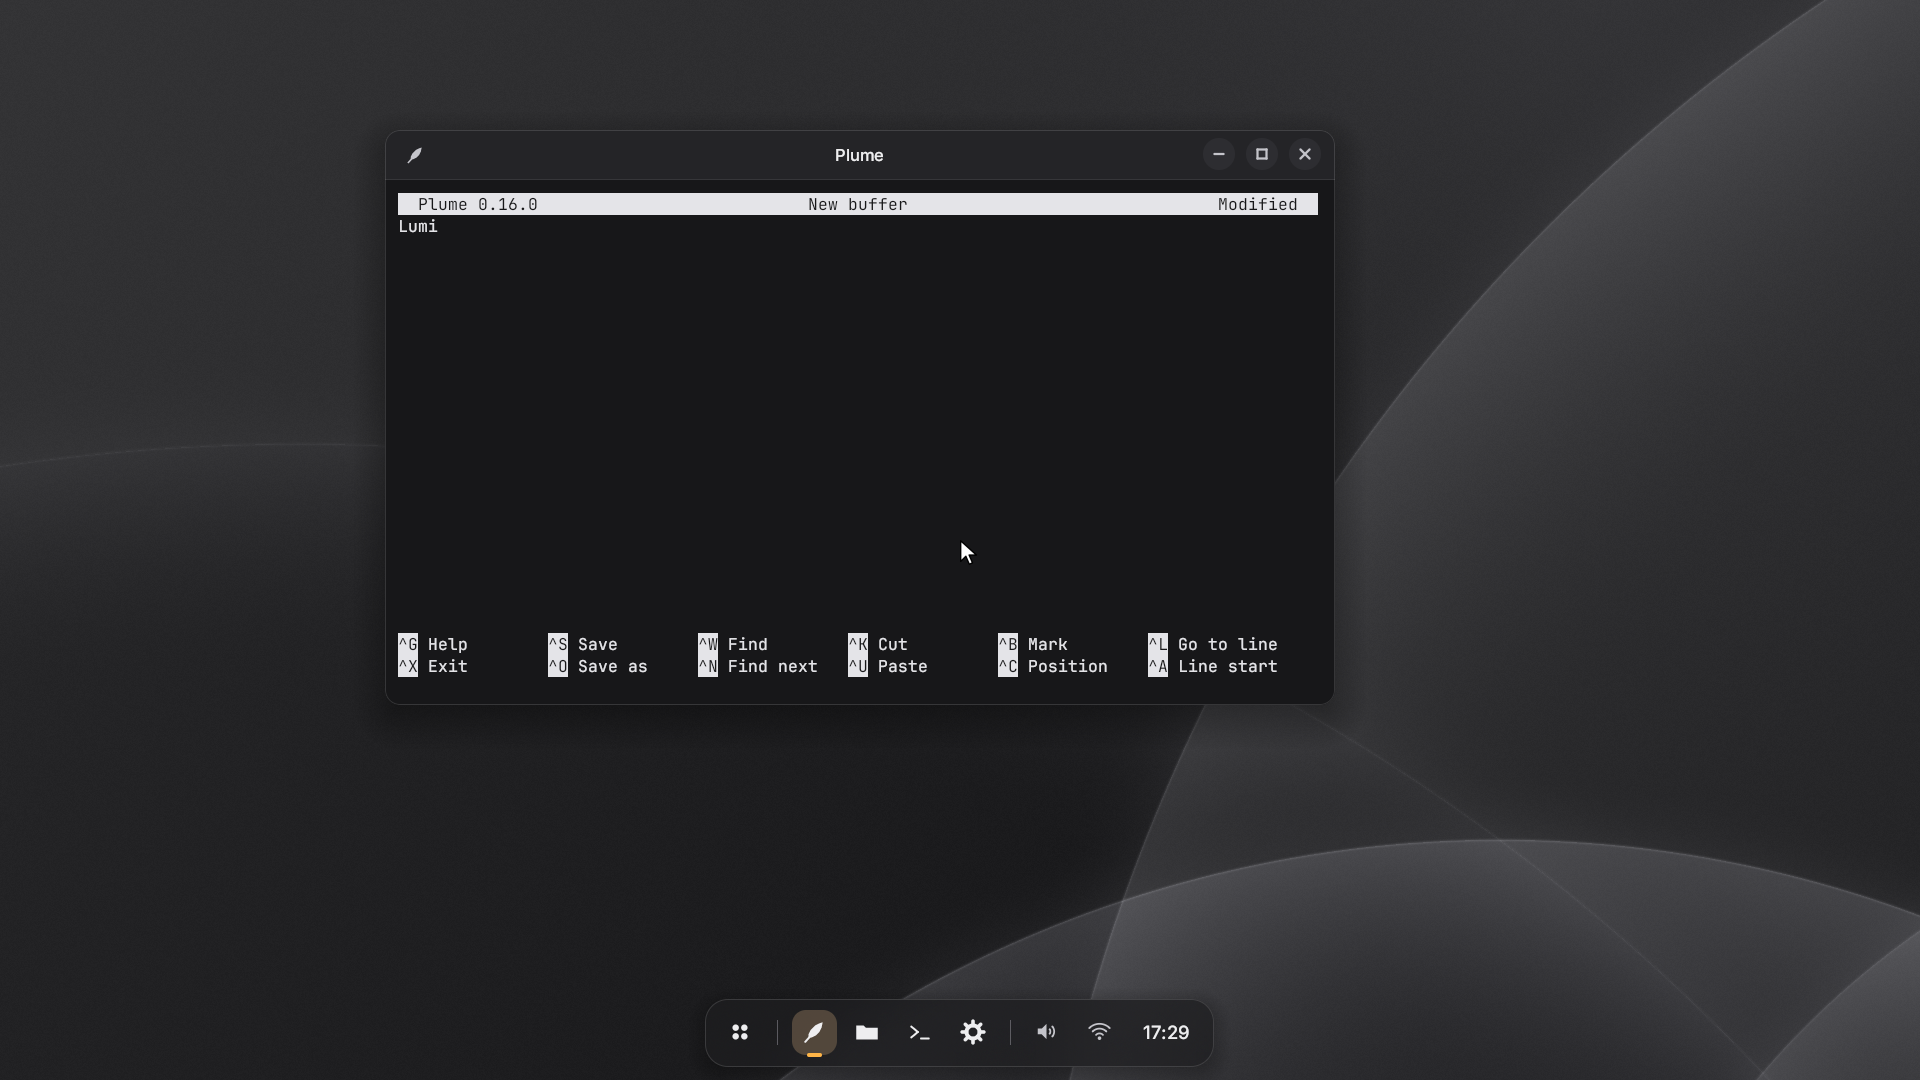 Plume
Plume 0.16.0 New buffer Modified
Lumi
^G Help ^S Save ^W Find ^K Cut ^B Mark ^L Go to line
^X Exit ^O Save as ^N Find next ^U Paste ^C Position ^A Line start
17:29